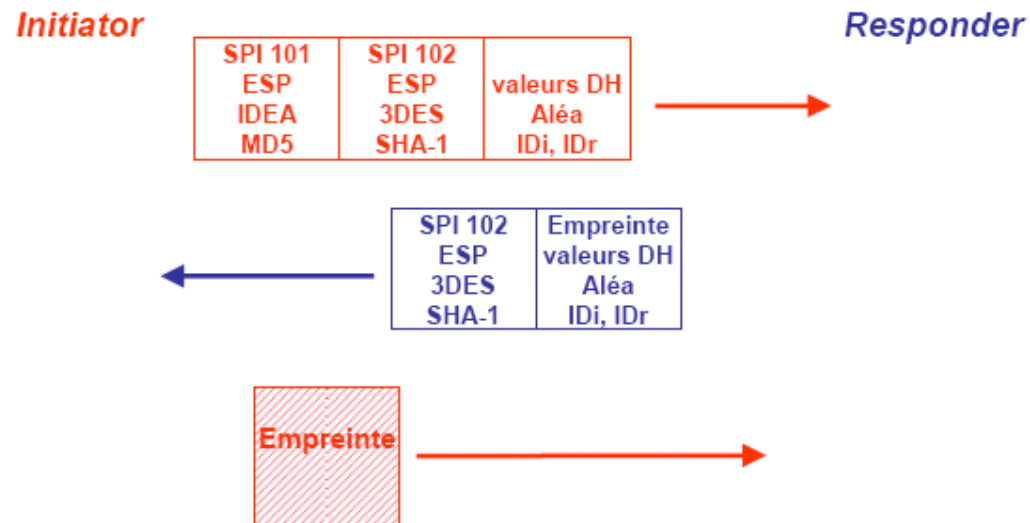 Initiator
Responder
SPI 101
ESP
IDEA
MD5
SPI 102
ESP
3DES
SHA-1
valeurs DH
Aléa
IDi, IDr
SPI 102
ESP
3DES
SHA-1
Empreinte
valeurs DH
Aléa
IDi, IDr
Empreinte